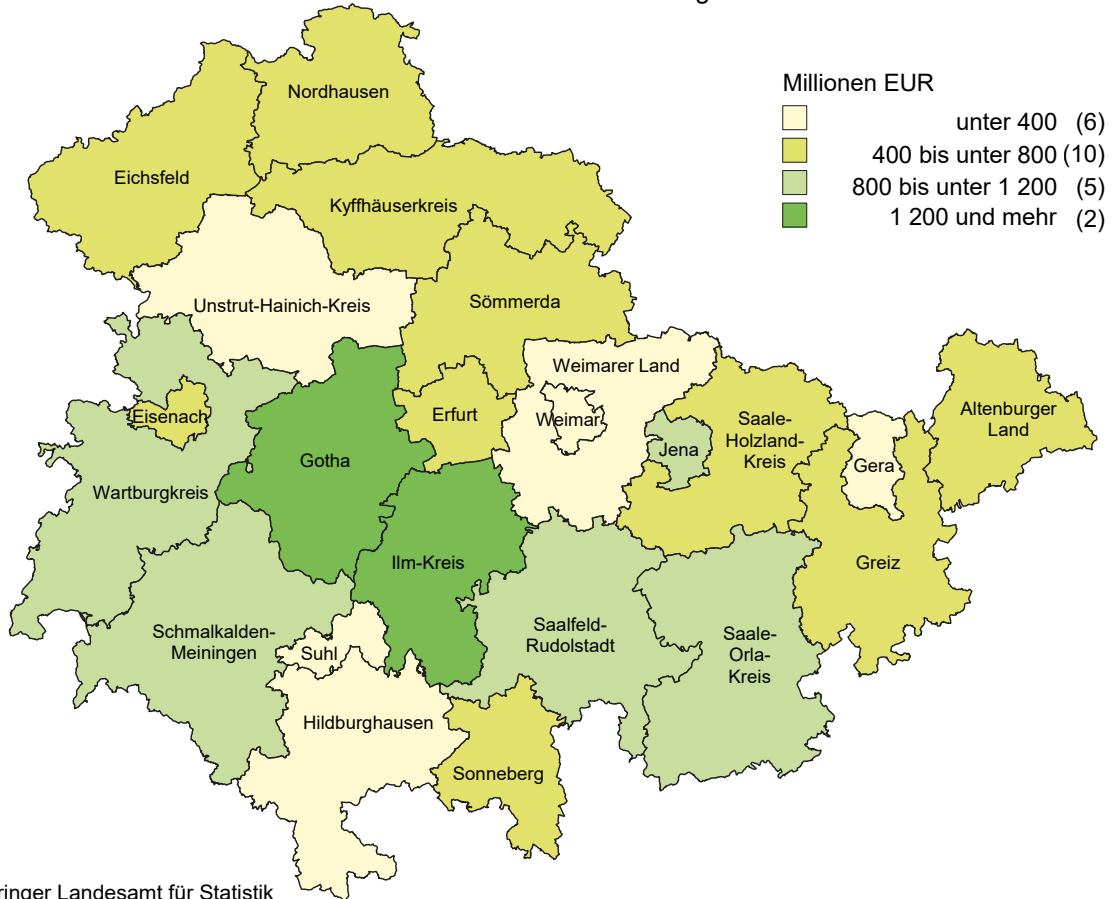 Millionen EUR
unter 400 (6)
400 bis unter 800 (10)
800 bis unter 1 200 (5)
1 200 und mehr (2)
Nordhausen
Eichsfeld
Kyffhäuserkreis
Unstrut-Hainich-Kreis
Sömmerda
Weimarer Land
Eisenach
Erfurt
Weimar
Saale-
Holzland-
Kreis
Altenburger
Land
Jena
Gotha
Gera
Wartburgkreis
Ilm-Kreis
Greiz
Schmalkalden-
Meiningen
Suhl
Saalfeld-
Rudolstadt
Saale-
Orla-
Kreis
Hildburghausen
Sonneberg
ringer Landesamt für Statistik